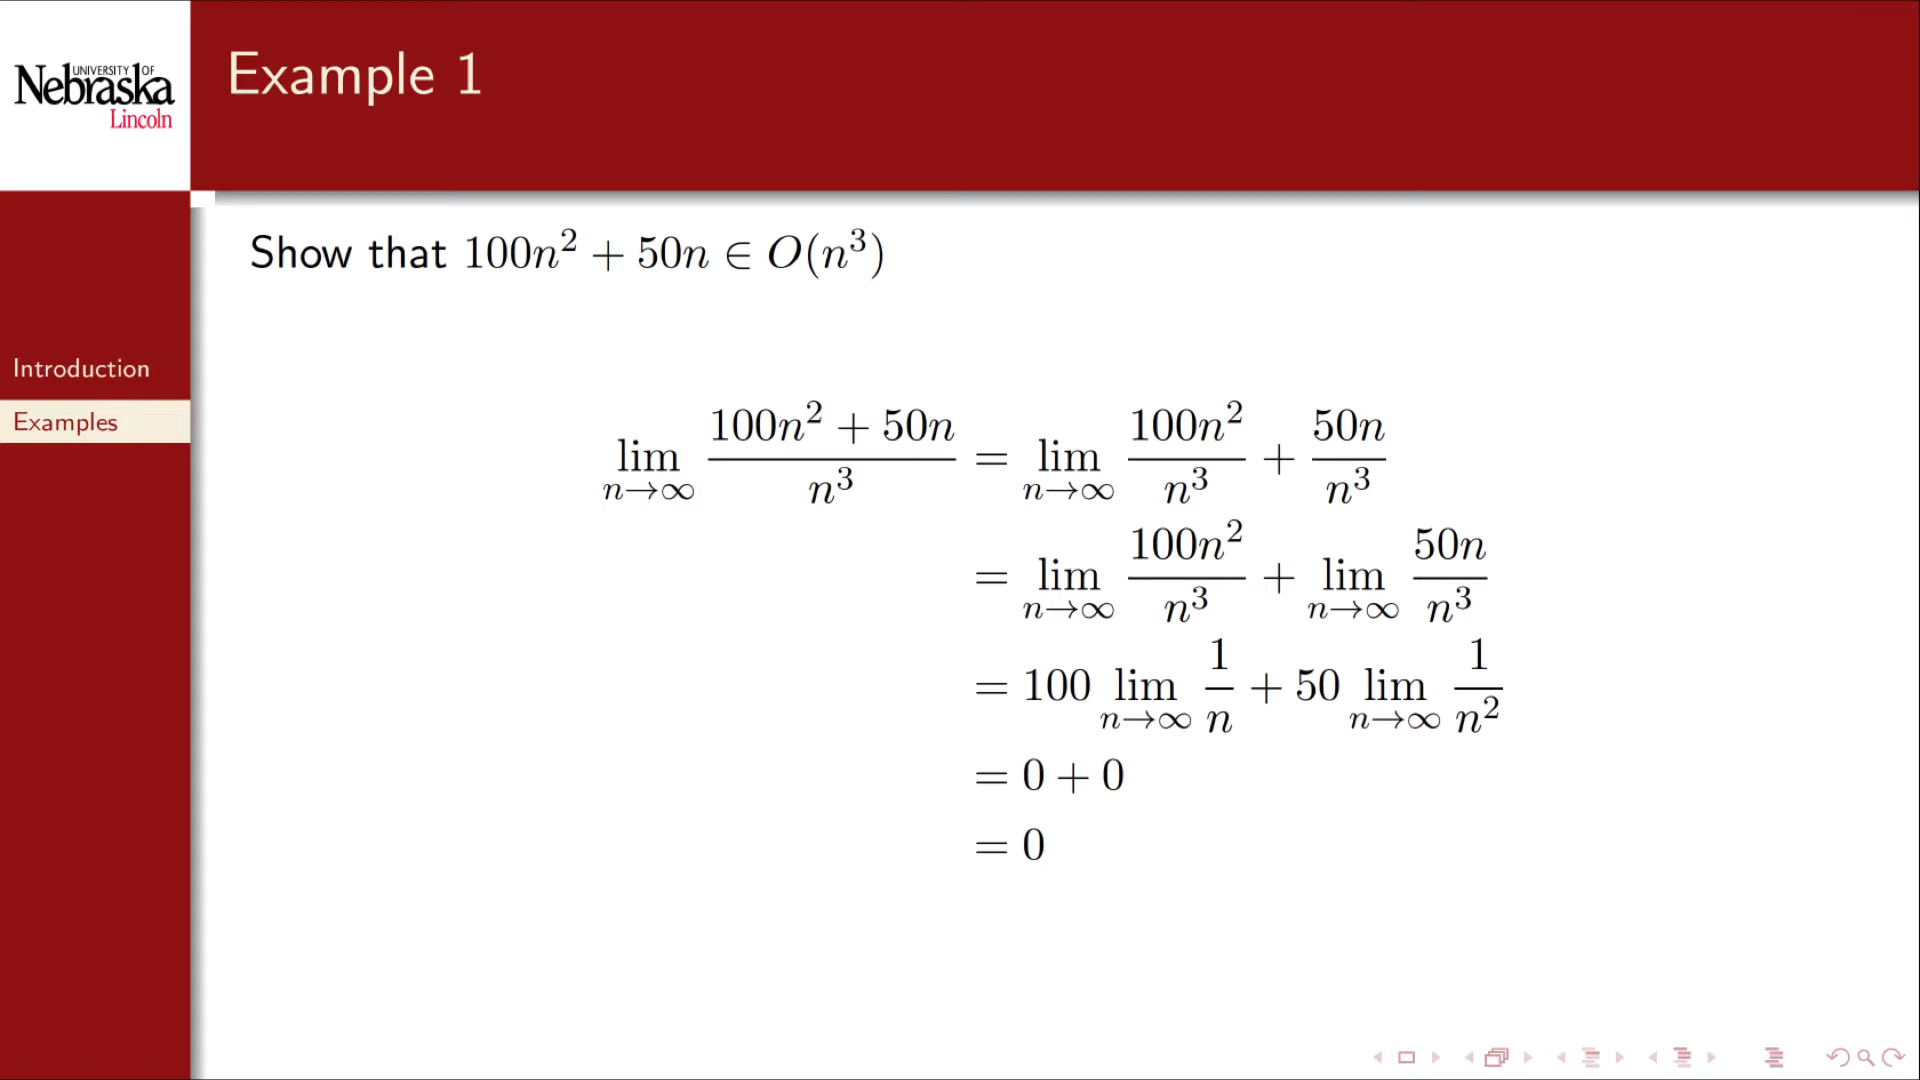 UNIVERSITY OF
Nebraska
Lincoln
Example 1
Introduction
Examples
Show that 100n² + 50n ∈ O(n³)
lim_{n→∞} (100n² + 50n)/n³ = lim_{n→∞} 100n²/n³ + 50n/n³
= lim_{n→∞} 100n²/n³ + lim_{n→∞} 50n/n³
= 100 lim_{n→∞} 1/n + 50 lim_{n→∞} 1/n²
= 0 + 0
= 0